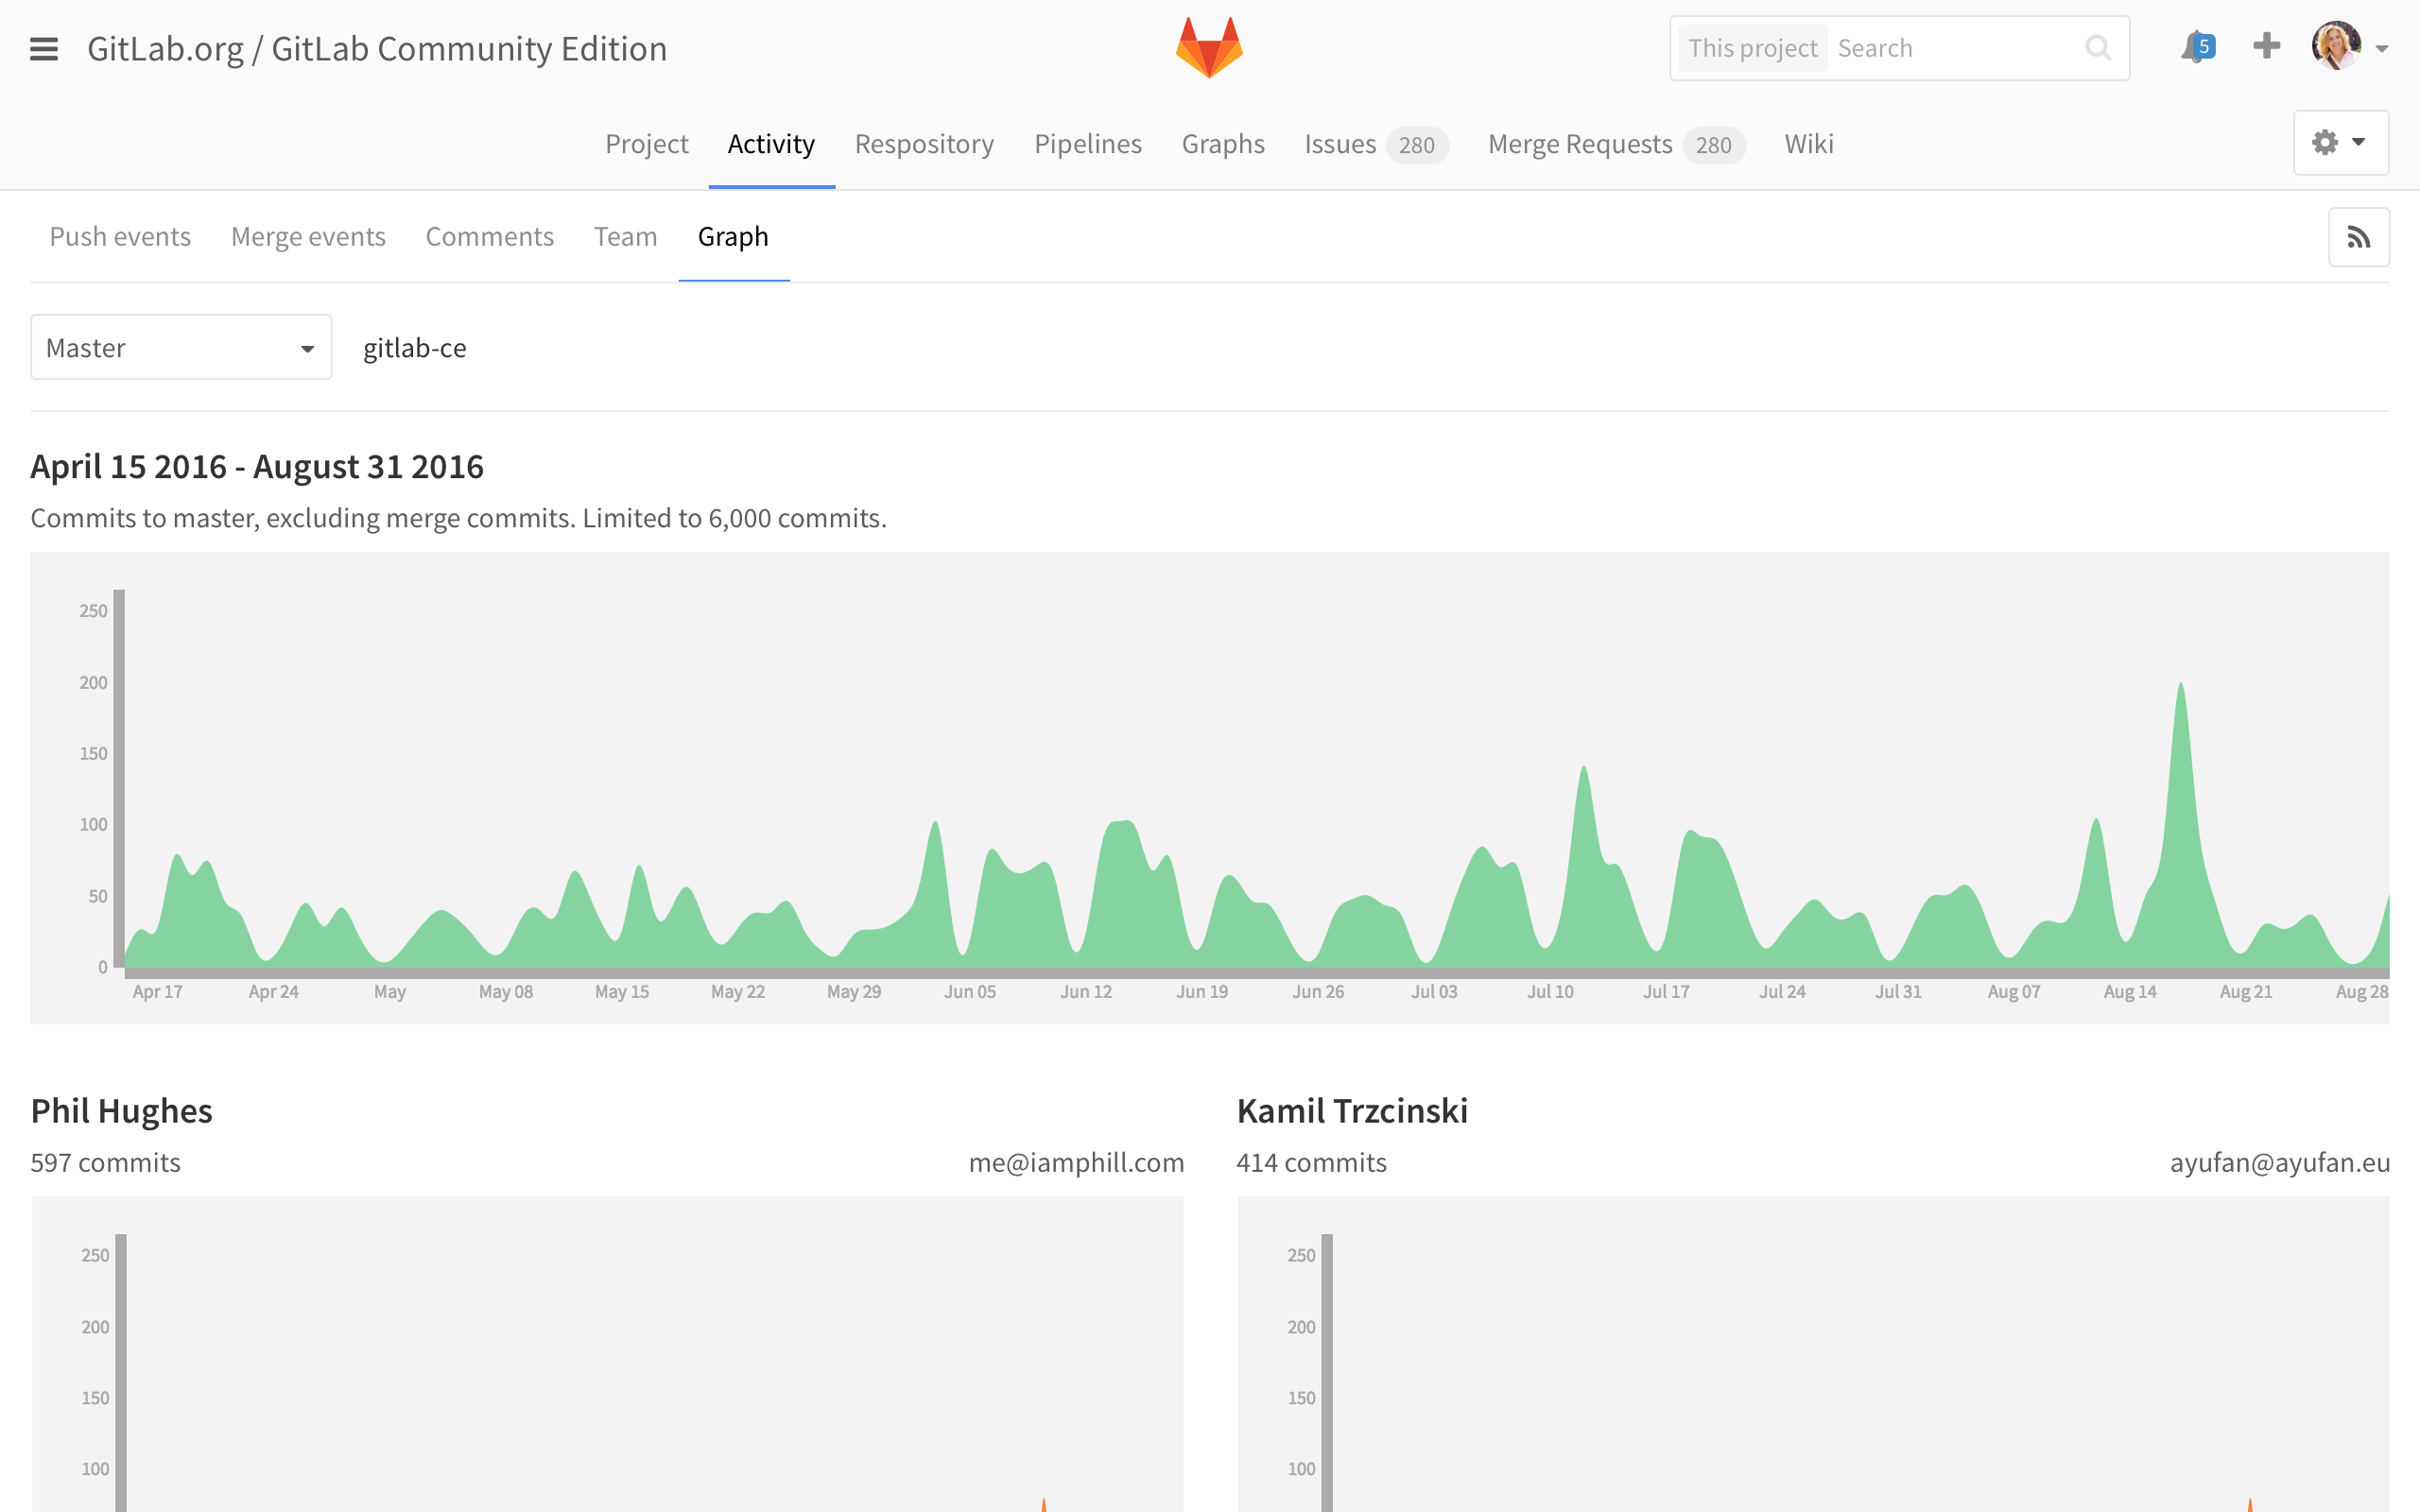 GitLab.org / GitLab Community Edition
This project Search
5
Project Activity Respository Pipelines Graphs Issues 280 Merge Requests 280 Wiki
Push events Merge events Comments Team Graph
Master gitlab-ce
April 15 2016 - August 31 2016
Commits to master, excluding merge commits. Limited to 6,000 commits.
250
200
150
100
50
0
Apr 17 Apr 24 May May 08 May 15 May 22 May 29 Jun 05 Jun 12 Jun 19 Jun 26 Jul 03 Jul 10 Jul 17 Jul 24 Jul 31 Aug 07 Aug 14 Aug 21 Aug 28
Phil Hughes
597 commits me@iamphill.com
250
200
150
100
Kamil Trzcinski
414 commits ayufan@ayufan.eu
250
200
150
100